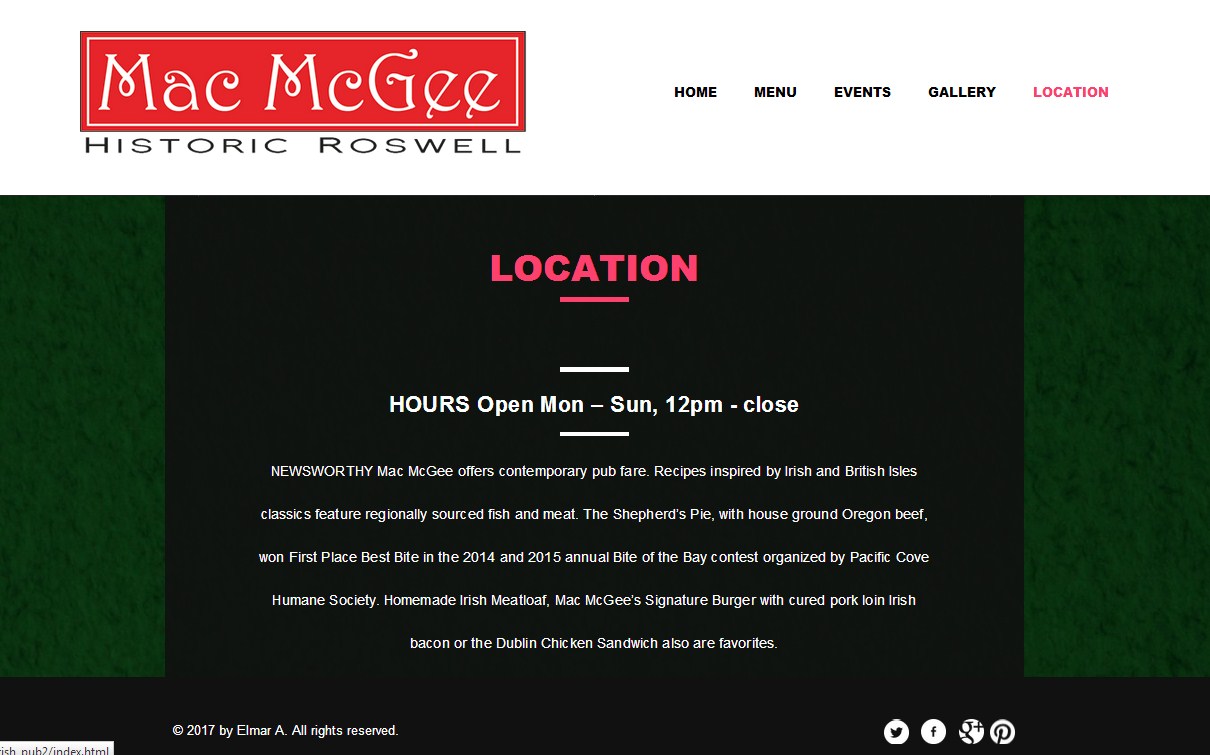 Mac McGee
Historic Roswell
HOME MENU EVENTS GALLERY LOCATION
LOCATION
HOURS Open Mon – Sun, 12pm - close
NEWSWORTHY Mac McGee offers contemporary pub fare. Recipes inspired by Irish and British Isles
classics feature regionally sourced fish and meat. The Shepherd’s Pie, with house ground Oregon beef,
won First Place Best Bite in the 2014 and 2015 annual Bite of the Bay contest organized by Pacific Cove
Humane Society. Homemade Irish Meatloaf, Mac McGee’s Signature Burger with cured pork loin Irish
bacon or the Dublin Chicken Sandwich also are favorites.
© 2017 by Elmar A. All rights reserved.
rish_pub2/index.html